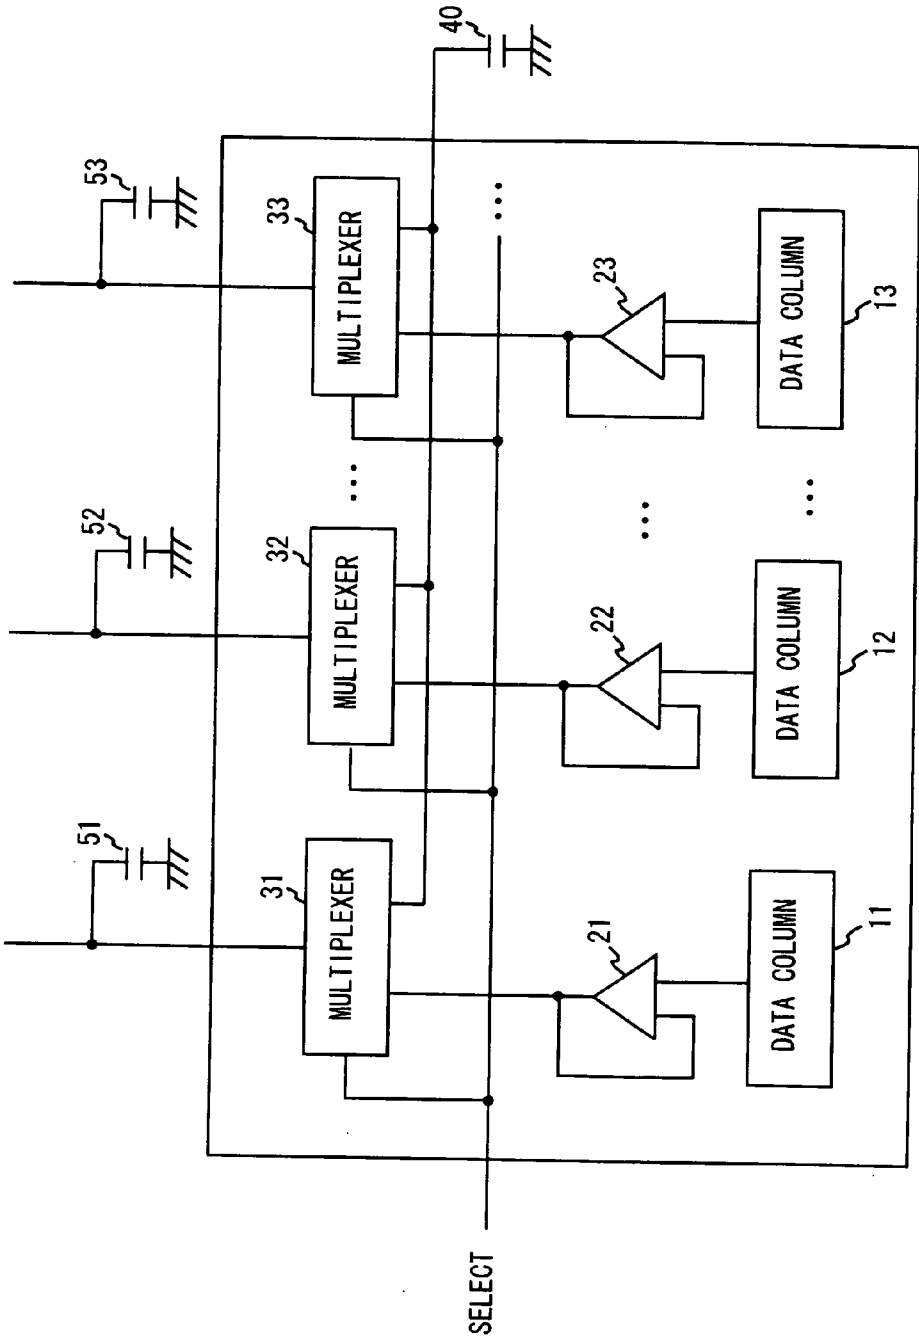 51
52
53
31
MULTIPLEXER
32
MULTIPLEXER
...
33
MULTIPLEXER
40
SELECT
...
21
22
...
23
DATA COLUMN
11
DATA COLUMN
12
...
DATA COLUMN
13